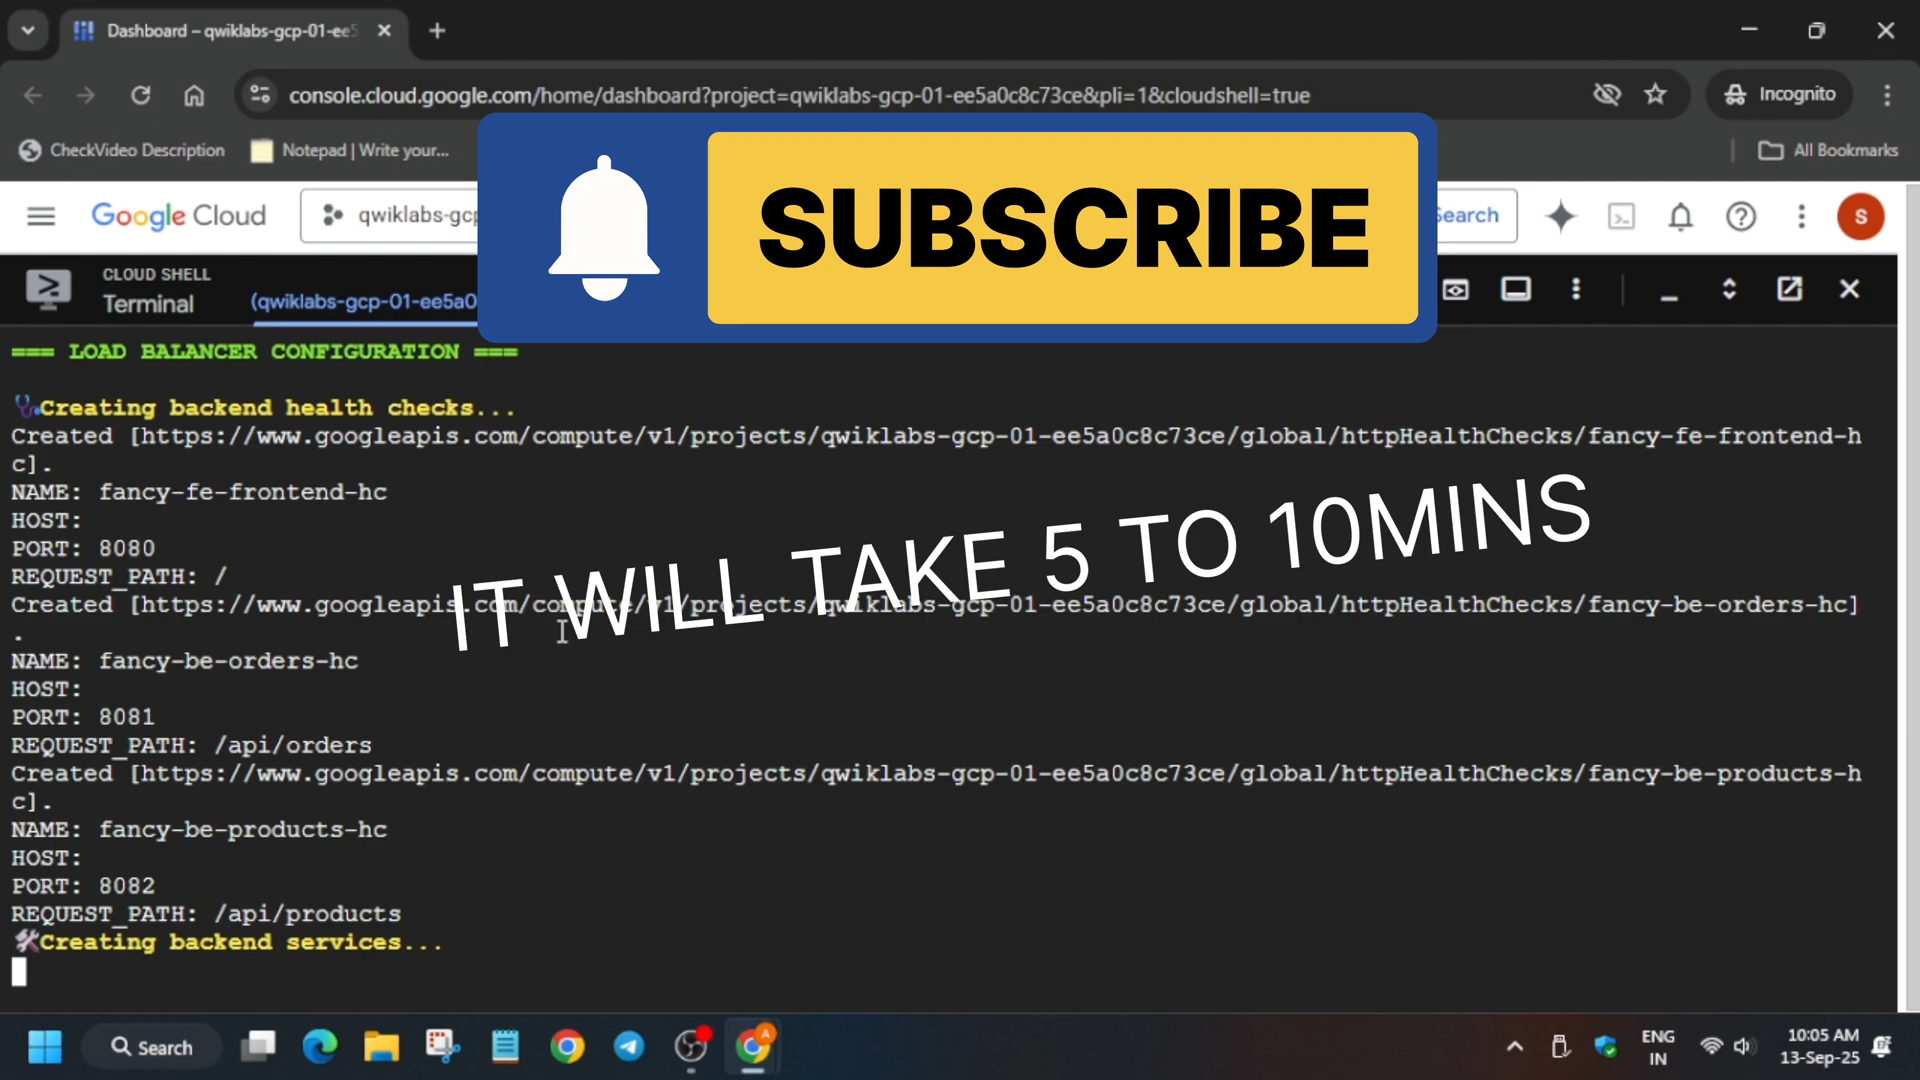 Dashboard – qwiklabs-gcp-01-ee5
console.cloud.google.com/home/dashboard?project=qwiklabs-gcp-01-ee5a0c8c73ce&pli=1&cloudshell=true
Incognito
CheckVideo Description
Notepad | Write your...
All Bookmarks
SUBSCRIBE
Google Cloud
qwiklabs-gcp
Search
S
CLOUD SHELL
Terminal
(qwiklabs-gcp-01-ee5a0
=== LOAD BALANCER CONFIGURATION ===
Creating backend health checks...
Created [https://www.googleapis.com/compute/v1/projects/qwiklabs-gcp-01-ee5a0c8c73ce/global/httpHealthChecks/fancy-fe-frontend-h
c].
NAME: fancy-fe-frontend-hc
HOST:
PORT: 8080
REQUEST_PATH: /
IT WILL TAKE 5 TO 10MINS
Created [https://www.googleapis.com/compute/v1/projects/qwiklabs-gcp-01-ee5a0c8c73ce/global/httpHealthChecks/fancy-be-orders-hc]
.
NAME: fancy-be-orders-hc
HOST:
PORT: 8081
REQUEST_PATH: /api/orders
Created [https://www.googleapis.com/compute/v1/projects/qwiklabs-gcp-01-ee5a0c8c73ce/global/httpHealthChecks/fancy-be-products-h
c].
NAME: fancy-be-products-hc
HOST:
PORT: 8082
REQUEST_PATH: /api/products
Creating backend services...
Search
ENG
IN
10:05 AM
13-Sep-25